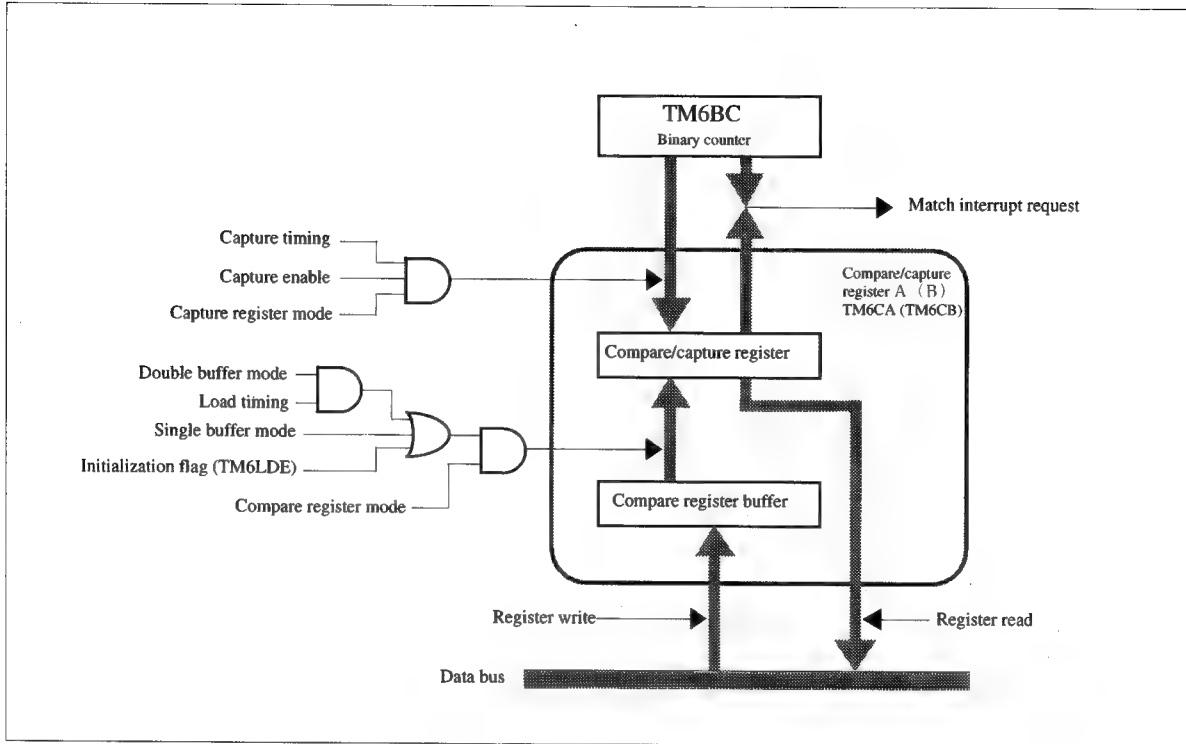 TM6BC
Binary counter
Match interrupt request
Capture timing
Capture enable
Capture register mode
Compare/capture
register A (B)
TM6CA (TM6CB)
Compare/capture register
Double buffer mode
Load timing
Single buffer mode
Initialization flag (TM6LDE)
Compare register mode
Compare register buffer
Register write
Register read
Data bus